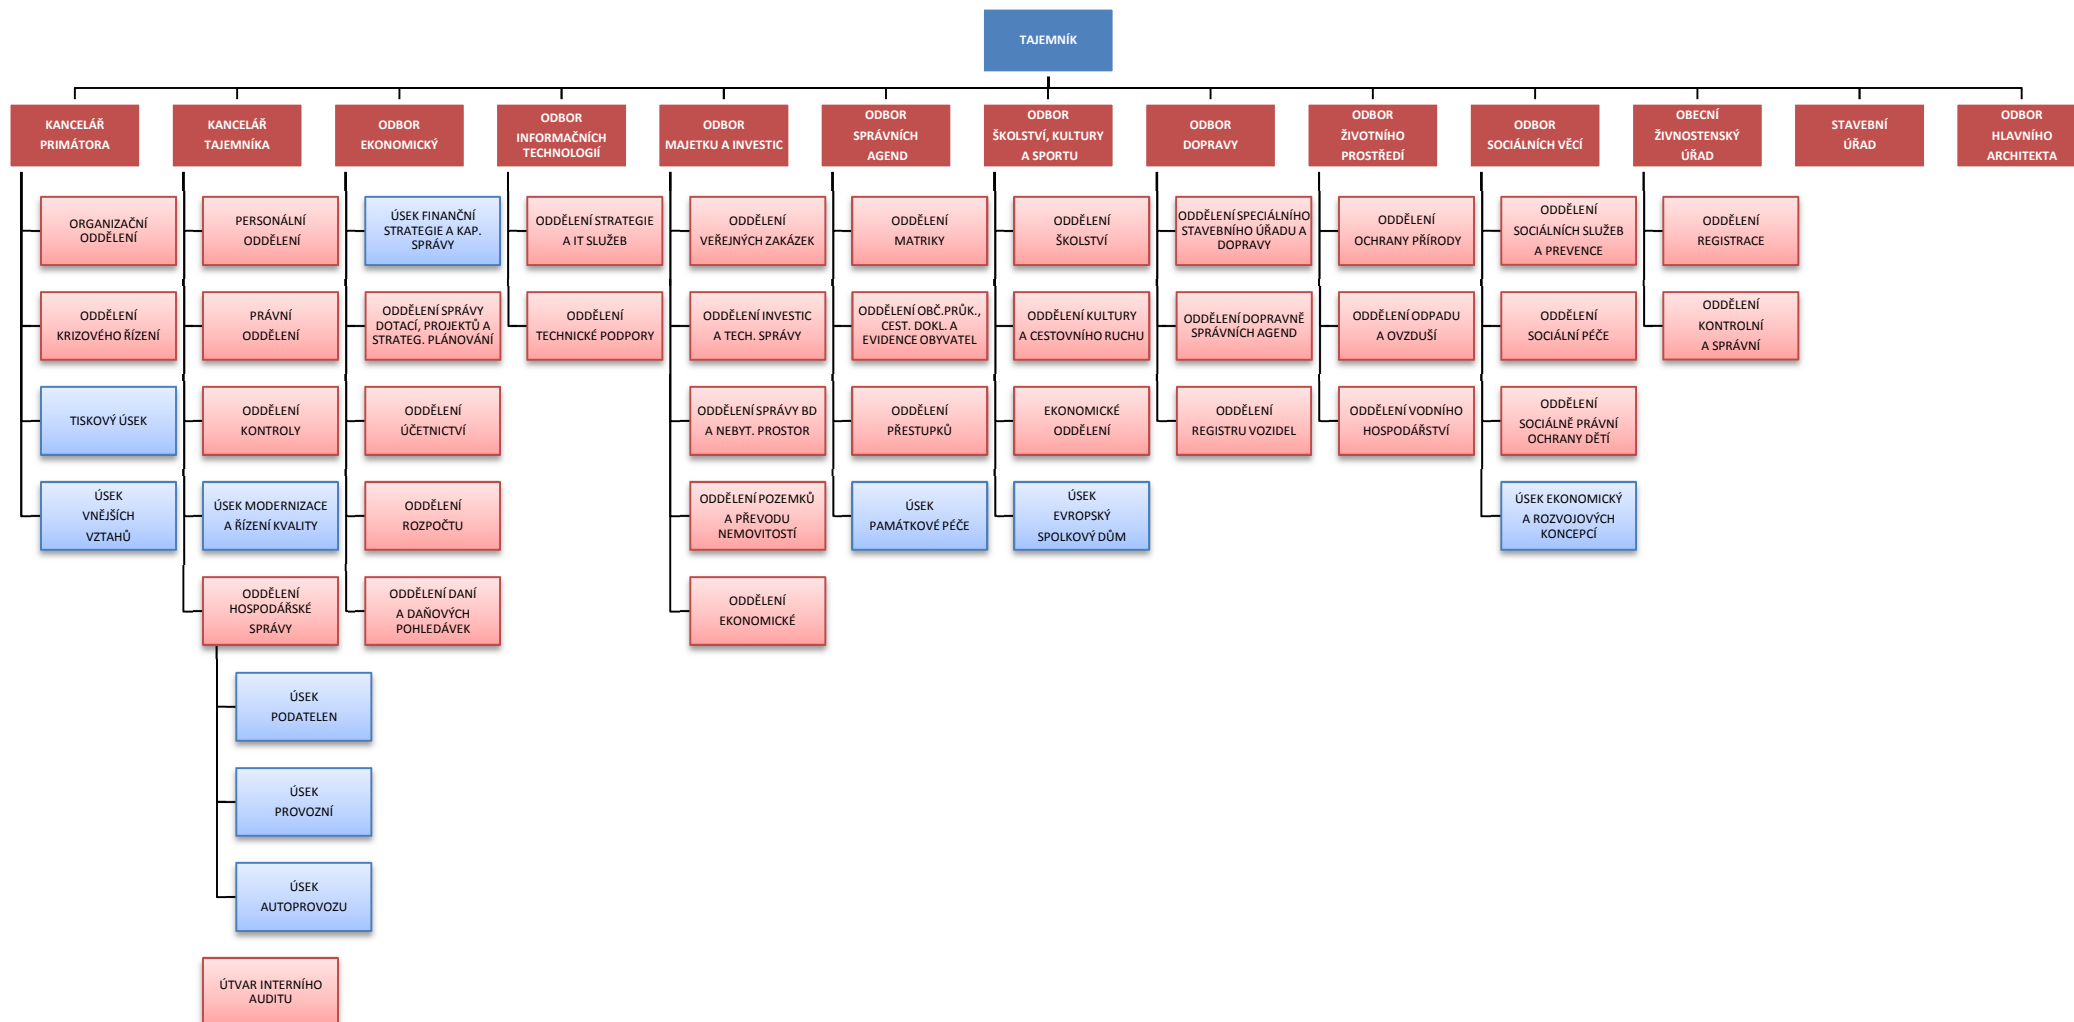 TAJEMNÍK
KANCELÁŘ
PRIMÁTORA
KANCELÁŘ
TAJEMNÍKA
ODBOR
EKONOMICKÝ
ODBOR
INFORMAČNÍCH
TECHNOLOGIÍ
ODBOR
MAJETKU A INVESTIC
ODBOR
SPRÁVNÍCH
AGEND
ODBOR
ŠKOLSTVÍ, KULTURY
A SPORTU
ODBOR
DOPRAVY
ODBOR
ŽIVOTNÍHO
PROSTŘEDÍ
ODBOR
SOCIÁLNÍCH VĚCÍ
OBECNÍ
ŽIVNOSTENSKÝ
ÚŘAD
STAVEBNÍ
ÚŘAD
ODBOR
HLAVNÍHO
ARCHITEKTA
ORGANIZAČNÍ
ODDĚLENÍ
PERSONÁLNÍ
ODDĚLENÍ
ÚSEK FINANČNÍ
STRATEGIE A KAP.
SPRÁVY
ODDĚLENÍ STRATEGIE
A IT SLUŽEB
ODDĚLENÍ
VEŘEJNÝCH ZAKÁZEK
ODDĚLENÍ
MATRIKY
ODDĚLENÍ
ŠKOLSTVÍ
ODDĚLENÍ SPECIÁLNÍHO
STAVEBNÍHO ÚŘADU A
DOPRAVY
ODDĚLENÍ
OCHRANY PŘÍRODY
ODDĚLENÍ
SOCIÁLNÍCH SLUŽEB
A PREVENCE
ODDĚLENÍ
REGISTRACE
ODDĚLENÍ
KRIZOVÉHO ŘÍZENÍ
PRÁVNÍ
ODDĚLENÍ
ODDĚLENÍ SPRÁVY
DOTACÍ, PROJEKTŮ A
STRATEG. PLÁNOVÁNÍ
ODDĚLENÍ
TECHNICKÉ PODPORY
ODDĚLENÍ INVESTIC
A TECH. SPRÁVY
ODDĚLENÍ OBČ.PRŮK.,
CEST. DOKL. A
EVIDENCE OBYVATEL
ODDĚLENÍ KULTURY
A CESTOVNÍHO RUCHU
ODDĚLENÍ DOPRAVNĚ
SPRÁVNÍCH AGEND
ODDĚLENÍ ODPADU
A OVZDUŠÍ
ODDĚLENÍ
SOCIÁLNÍ PÉČE
ODDĚLENÍ
KONTROLNÍ
A SPRÁVNÍ
TISKOVÝ ÚSEK
ODDĚLENÍ
KONTROLY
ODDĚLENÍ
ÚČETNICTVÍ
ODDĚLENÍ SPRÁVY BD
A NEBYT. PROSTOR
ODDĚLENÍ
PŘESTUPKŮ
EKONOMICKÉ
ODDĚLENÍ
ODDĚLENÍ
REGISTRU VOZIDEL
ODDĚLENÍ VODNÍHO
HOSPODÁŘSTVÍ
ODDĚLENÍ
SOCIÁLNĚ PRÁVNÍ
OCHRANY DĚTÍ
ÚSEK
VNĚJŠÍCH
VZTAHŮ
ÚSEK MODERNIZACE
A ŘÍZENÍ KVALITY
ODDĚLENÍ
ROZPOČTU
ODDĚLENÍ POZEMKŮ
A PŘEVODU
NEMOVITOSTÍ
ÚSEK
PAMÁTKOVÉ PÉČE
ÚSEK
EVROPSKÝ
SPOLKOVÝ DŮM
ÚSEK EKONOMICKÝ
A ROZVOJOVÝCH
KONCEPCÍ
ODDĚLENÍ
HOSPODÁŘSKÉ
SPRÁVY
ODDĚLENÍ DANÍ
A DAŇOVÝCH
POHLEDÁVEK
ODDĚLENÍ
EKONOMICKÉ
ÚSEK
PODATELEN
ÚSEK
PROVOZNÍ
ÚSEK
AUTOPROVOZU
ÚTVAR INTERNÍHO
AUDITU